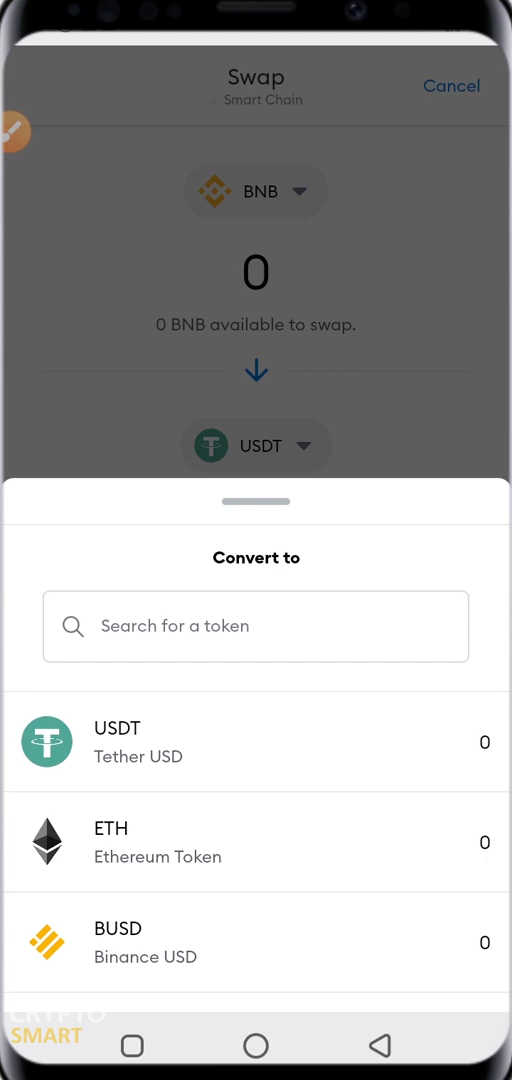 Swap
Smart Chain
Cancel
BNB
0
0 BNB available to swap.
USDT
Convert to
Search for a token
USDT
Tether USD
0
ETH
Ethereum Token
0
BUSD
Binance USD
0
CRYPTO
SMART